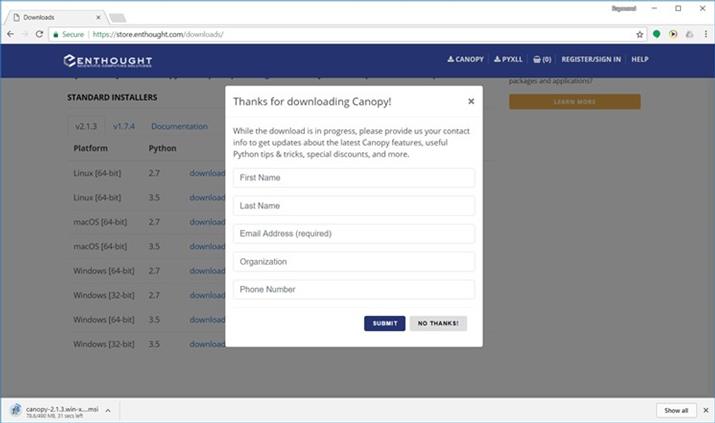 Downloads
Secure https://store.enthought.com/downloads/
ENTHOUGHT
SCIENTIFIC COMPUTING SOLUTIONS
CANOPY PYXLL (0) REGISTER/SIGN IN HELP
packages and applications?
LEARN MORE
STANDARD INSTALLERS
v2.1.3 v1.7.4 Documentation
Platform Python
Linux [64-bit] 2.7 download
Linux [64-bit] 3.5 download
macOS [64-bit] 2.7 download
macOS [64-bit] 3.5 download
Windows [64-bit] 2.7 download
Windows [32-bit] 2.7 download
Windows [64-bit] 3.5 download
Windows [32-bit] 3.5 download
Thanks for downloading Canopy!
While the download is in progress, please provide us your contact
info to get updates about the latest Canopy features, useful
Python tips & tricks, special discounts, and more.
First Name
Last Name
Email Address (required)
Organization
Phone Number
SUBMIT NO THANKS!
canopy-2.1.3.win-x....msi
78.6/490 MB, 31 secs left
Show all